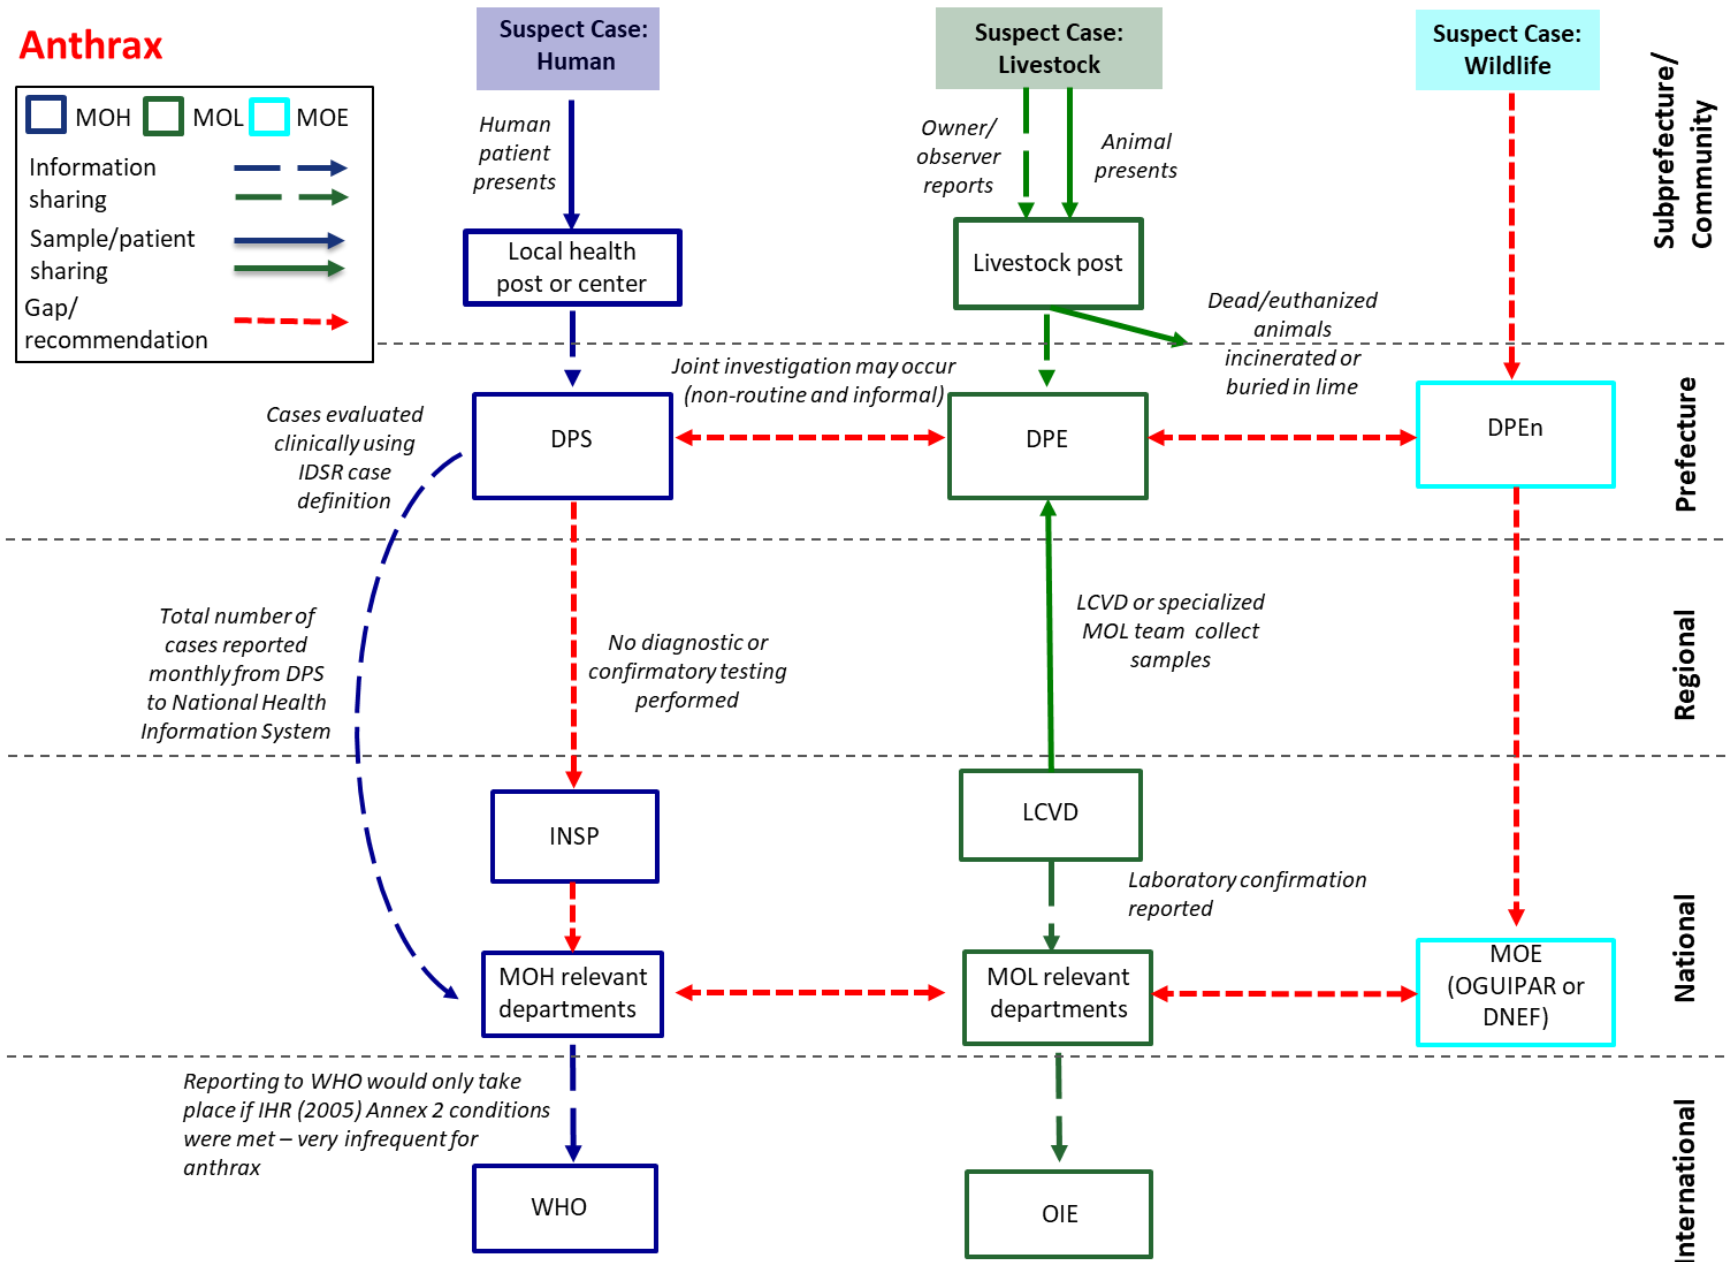 Anthrax
MOH
MOL
MOE
Information
sharing
Sample/patient
sharing
Gap/
recommendation
Suspect Case:
Human
Suspect Case:
Livestock
Suspect Case:
Wildlife
Subprefecture/
Community
Human
patient
presents
Owner/
observer
reports
Animal
presents
Local health
post or center
Livestock post
Dead/euthanized
animals
incinerated or
buried in lime
Joint investigation may occur
(non-routine and informal)
Cases evaluated
clinically using
IDSR case
definition
DPS
DPE
DPEn
Prefecture
Total number of
cases reported
monthly from DPS
to National Health
Information System
No diagnostic or
confirmatory testing
performed
LCVD or specialized
MOL team collect
samples
Regional
INSP
LCVD
Laboratory confirmation
reported
MOH relevant
departments
MOL relevant
departments
MOE
(OGUIPAR or
DNEF)
National
Reporting to WHO would only take
place if IHR (2005) Annex 2 conditions
were met – very infrequent for
anthrax
WHO
OIE
International